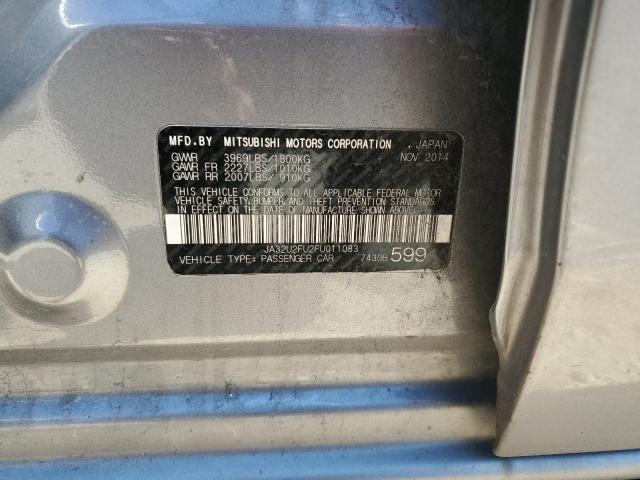 MFD.BY MITSUBISHI MOTORS CORPORATION . JAPAN
GVWR 3969LBS/1800KG NOV 2014
GAWR FR 2227LBS/1010KG
GAWR RR 2007LBS/ 910KG
THIS VEHICLE CONFORMS TO ALL APPLICABLE FEDERAL MOTOR
VEHICLE SAFETY, BUMPER AND THEFT PREVENTION STANDARDS
IN EFFECT ON THE DATE OF MANUFACTURE SHOWN ABOVE.
JA32U2FU2FU011083
VEHICLE TYPE: PASSENGER CAR 7430B 599